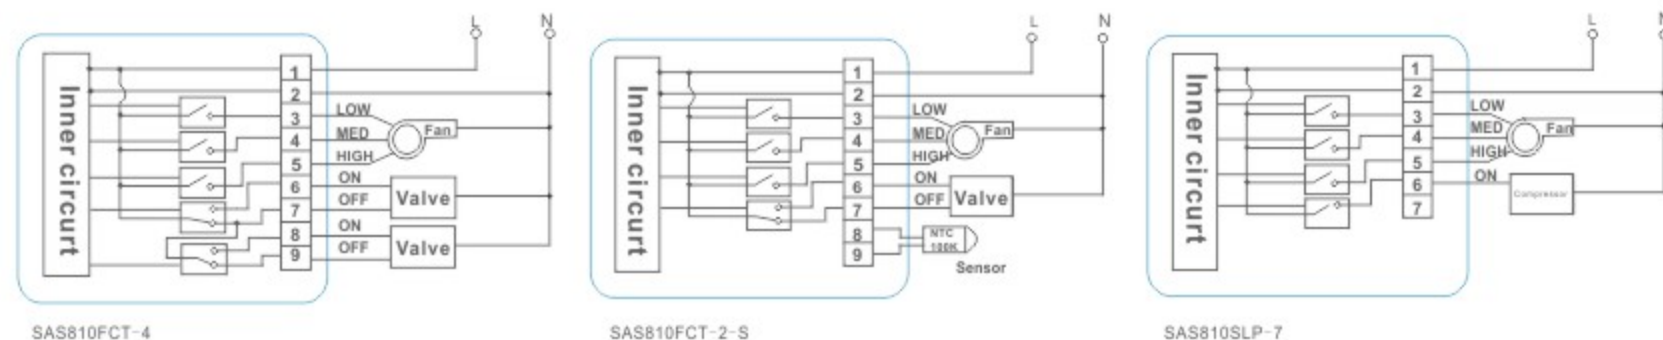 L
N
Inner circurt
1
2
3
4
5
6
7
8
9
LOW
MED
HIGH
ON
OFF
ON
OFF
Fan
Valve
Valve
SAS810FCT-4
L
N
Inner circurt
1
2
3
4
5
6
7
8
9
LOW
MED
HIGH
ON
OFF
Fan
Valve
NTC
100K
Sensor
SAS810FCT-2-S
L
N
Inner circurt
1
2
3
4
5
6
7
LOW
MED
HIGH
ON
Fan
Compressor
SAS810SLP-7